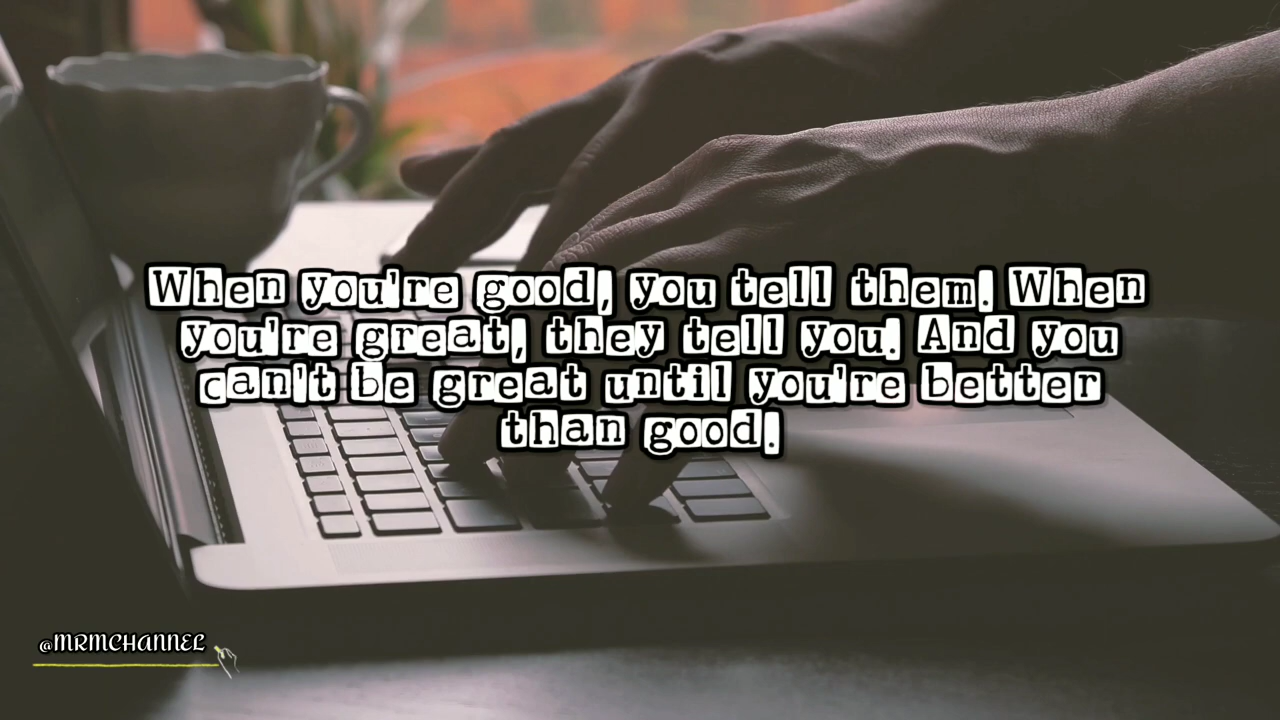 When you're good, you tell them. When
you're great, they tell you. And you
can't be great until you're better
than good.
@MRMCHANNEL